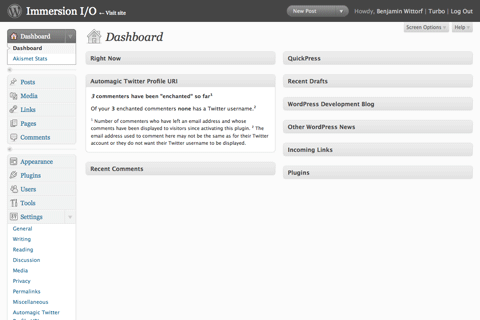 Immersion I/O ← Visit site
New Post
Howdy, Benjamin Wittorf | Turbo | Log Out
Screen Options
Help
Dashboard
Dashboard
Akismet Stats
Posts
Media
Links
Pages
Comments
Appearance
Plugins
Users
Tools
Settings
General
Writing
Reading
Discussion
Media
Privacy
Permalinks
Miscellaneous
Automagic Twitter
Profile URI
Dashboard
Right Now
Automagic Twitter Profile URI
3 commenters have been "enchanted" so far¹
Of your 3 enchanted commenters none has a Twitter username.²
¹ Number of commenters who have left an email address and whose
comments have been displayed to visitors since activating this plugin. ² The
email address used to comment here may not be the same as for their Twitter
account or they do not want their Twitter username to be displayed.
Recent Comments
QuickPress
Recent Drafts
WordPress Development Blog
Other WordPress News
Incoming Links
Plugins